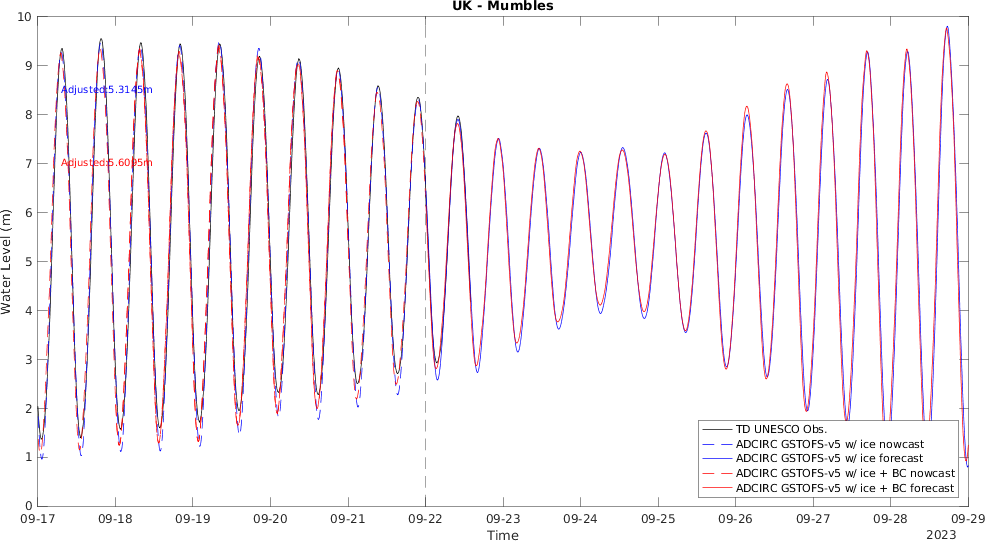 UK - Mumbles
10
9
8
7
6
5
4
3
2
1
0
Water Level (m)
Adjusted:5.3145m
Adjusted:5.6095m
TD UNESCO Obs.
ADCIRC GSTOFS-v5 w/ ice nowcast
ADCIRC GSTOFS-v5 w/ ice forecast
ADCIRC GSTOFS-v5 w/ ice + BC nowcast
ADCIRC GSTOFS-v5 w/ ice + BC forecast
09-17 09-18 09-19 09-20 09-21 09-22 09-23 09-24 09-25 09-26 09-27 09-28 09-29
Time
2023